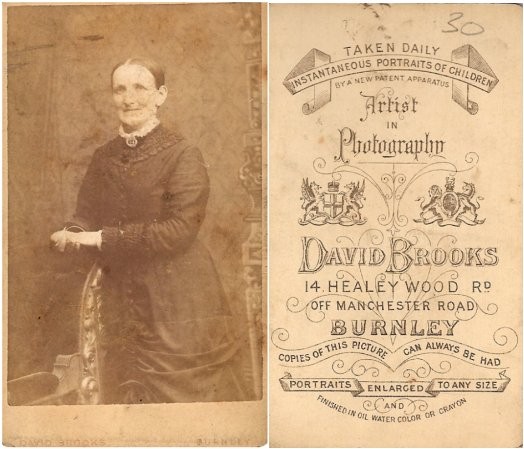 DAVID BROOKS BURNLEY
30
TAKEN DAILY
INSTANTANEOUS PORTRAITS OF CHILDREN
BY A NEW PATENT APPARATUS
Artist
IN
Photography
DAVID BROOKS
14, HEALEY WOOD RD
OFF MANCHESTER ROAD
BURNLEY
COPIES OF THIS PICTURE CAN ALWAYS BE HAD
PORTRAITS ENLARGED TO ANY SIZE
AND
FINISHED IN OIL WATER COLOR OR CRAYON